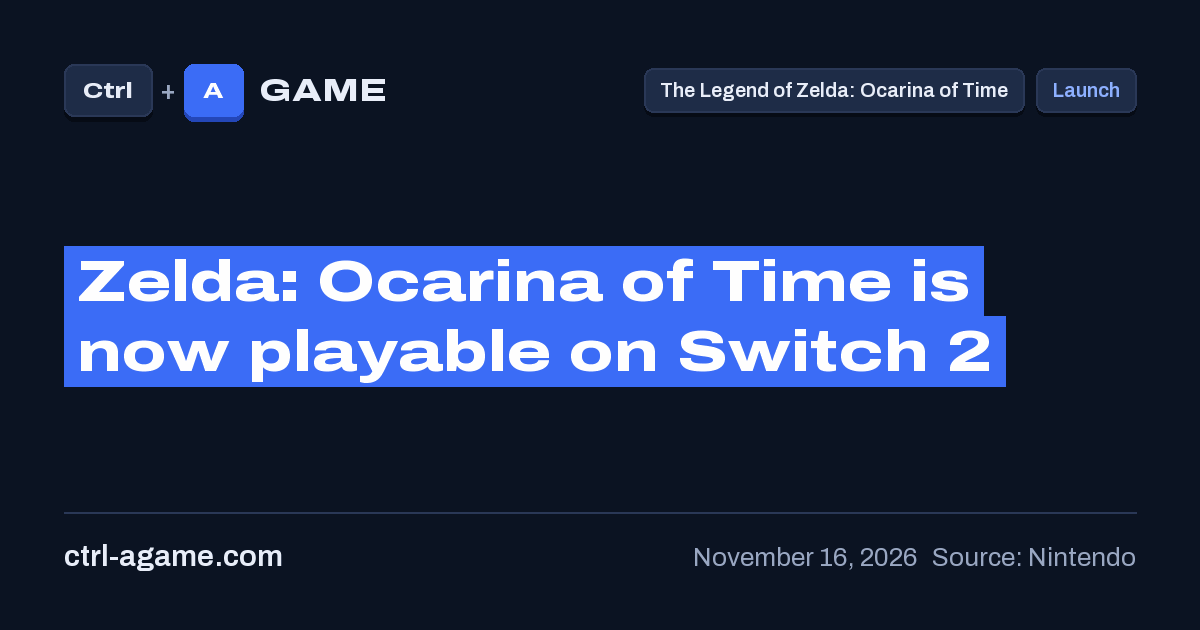 Ctrl + A GAME
The Legend of Zelda: Ocarina of Time
Launch
Zelda: Ocarina of Time is
now playable on Switch 2
ctrl-agame.com
November 16, 2026 Source: Nintendo